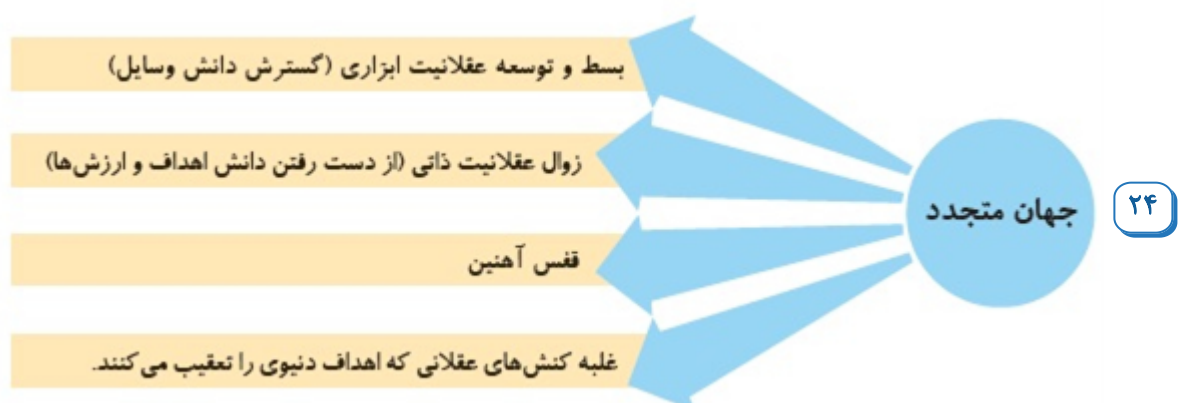 ۲۴
جهان متجدد
بسط و توسعه عقلانیت ابزاری (گسترش دانش وسایل)
زوال عقلانیت ذاتی (از دست رفتن دانش اهداف و ارزش‌ها)
قفس آهنین
غلبه کنش‌های عقلانی که اهداف دنیوی را تعقیب می‌کنند.